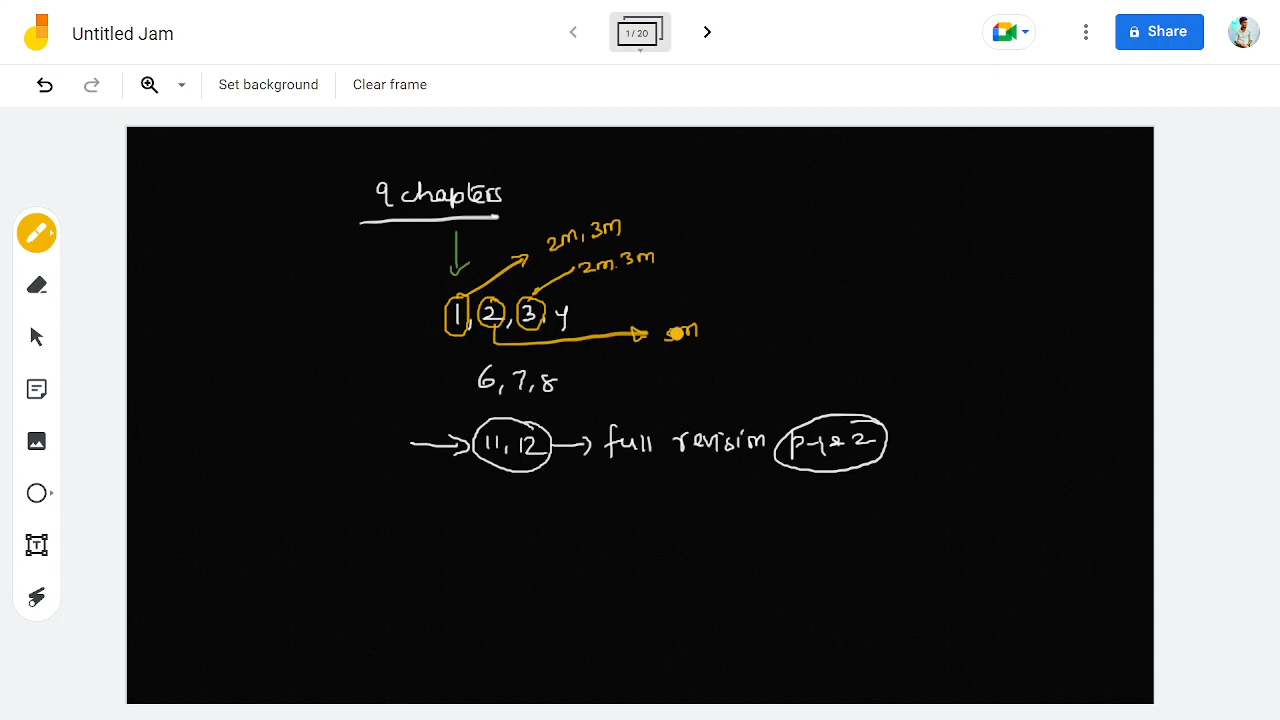 Untitled Jam
1 / 20
Share
Set background
Clear frame
9 chapters
2m, 3m
2m. 3m
1, 2, 3, 4
6, 7, 8
11, 12 → full revision P-1 & 2